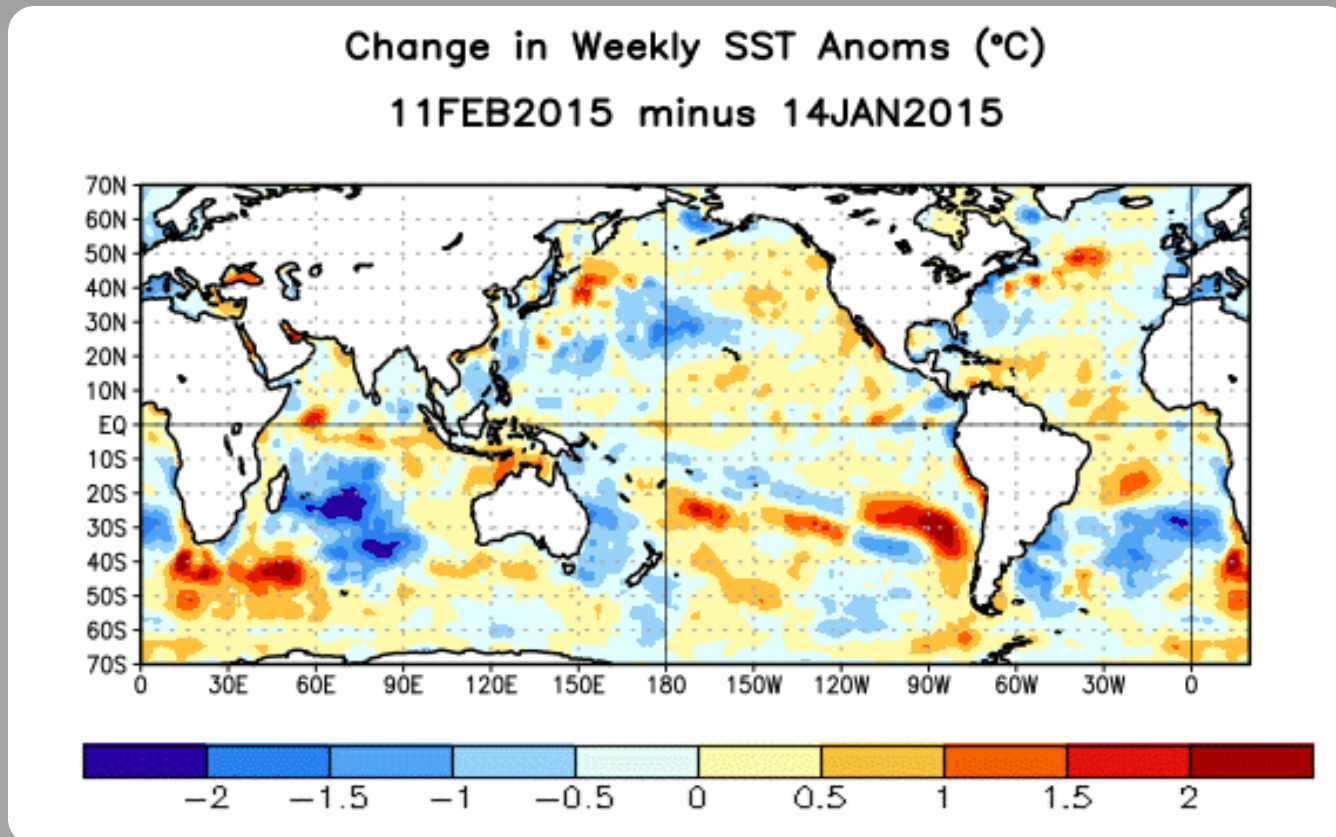 Change in Weekly SST Anoms (°C)
11FEB2015 minus 14JAN2015
70N
60N
50N
40N
30N
20N
10N
EQ
10S
20S
30S
40S
50S
60S
70S
0 30E 60E 90E 120E 150E 180 150W 120W 90W 60W 30W 0
−2 −1.5 −1 −0.5 0 0.5 1 1.5 2